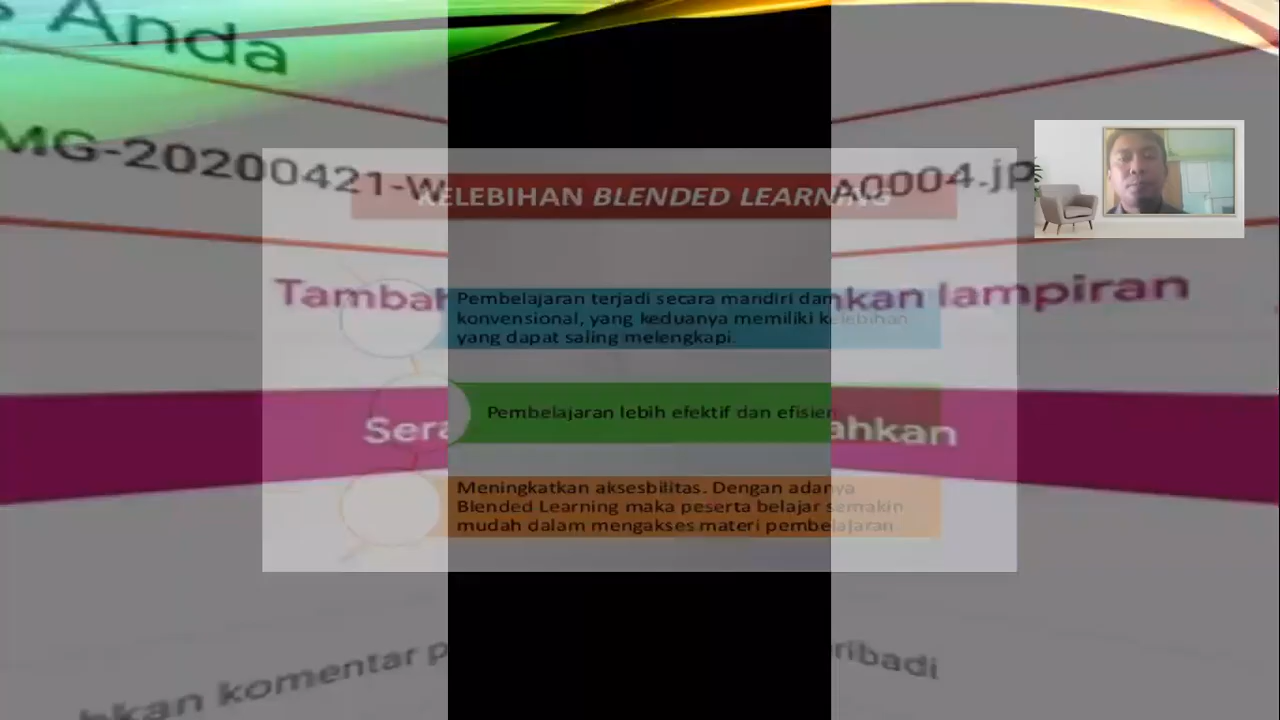 Anda
MG-20200421-W
A0004.jp
KELEBIHAN BLENDED LEARNING
Tambah
hkan lampiran
Pembelajaran terjadi secara mandiri dan
konvensional, yang keduanya memiliki kelebihan
yang dapat saling melengkapi.
Pembelajaran lebih efektif dan efisien
Sera
ahkan
Meningkatkan aksesbilitas. Dengan adanya
Blended Learning maka peserta belajar semakin
mudah dalam mengakses materi pembelajaran
hkan komentar p
ribadi